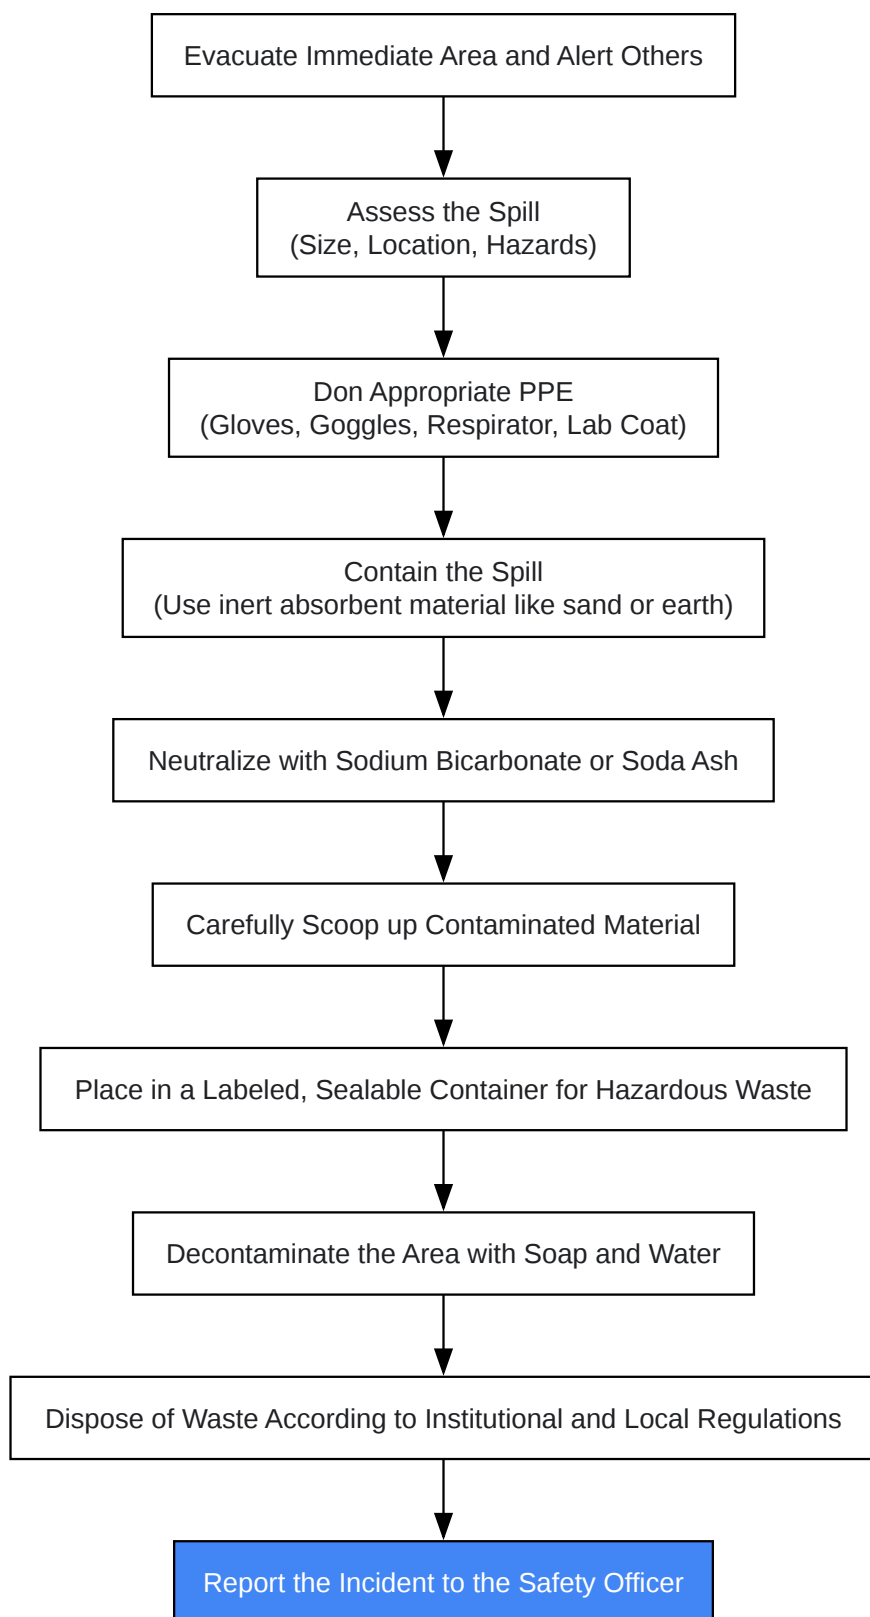 Evacuate Immediate Area and Alert Others
Assess the Spill
(Size, Location, Hazards)
Don Appropriate PPE
(Gloves, Goggles, Respirator, Lab Coat)
Contain the Spill
(Use inert absorbent material like sand or earth)
Neutralize with Sodium Bicarbonate or Soda Ash
Carefully Scoop up Contaminated Material
Place in a Labeled, Sealable Container for Hazardous Waste
Decontaminate the Area with Soap and Water
Dispose of Waste According to Institutional and Local Regulations
Report the Incident to the Safety Officer